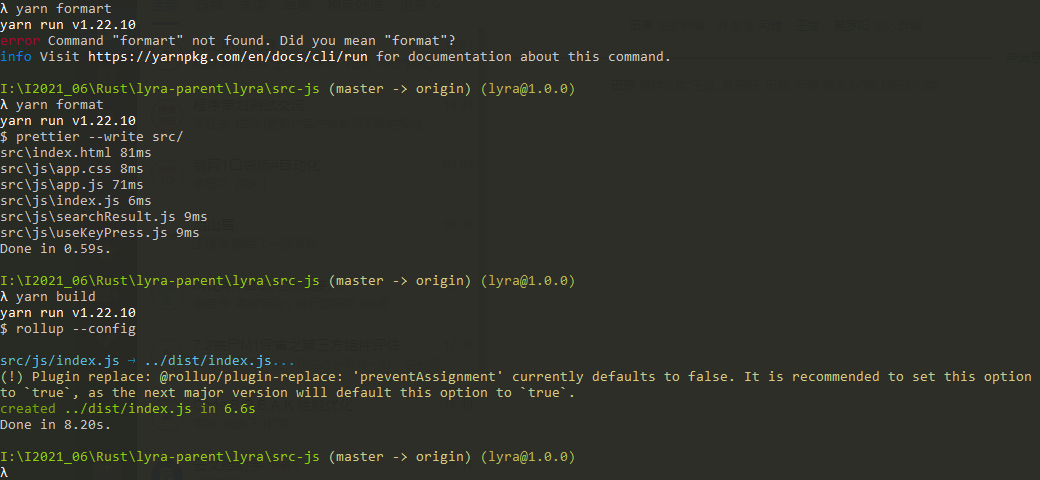 λ yarn formart
yarn run v1.22.10
error Command "formart" not found. Did you mean "format"?
info Visit https://yarnpkg.com/en/docs/cli/run for documentation about this command.
I:\I2021_06\Rust\lyra-parent\lyra\src-js (master -> origin) (lyra@1.0.0)
λ yarn format
yarn run v1.22.10
$ prettier --write src/
src\index.html 81ms
src\js\app.css 8ms
src\js\app.js 71ms
src\js\index.js 6ms
src\js\searchResult.js 9ms
src\js\useKeyPress.js 9ms
Done in 0.59s.
I:\I2021_06\Rust\lyra-parent\lyra\src-js (master -> origin) (lyra@1.0.0)
λ yarn build
yarn run v1.22.10
$ rollup --config
src/js/index.js → ../dist/index.js...
(!) Plugin replace: @rollup/plugin-replace: 'preventAssignment' currently defaults to false. It is recommended to set this option
to `true`, as the next major version will default this option to `true`.
created ../dist/index.js in 6.6s
Done in 8.20s.
I:\I2021_06\Rust\lyra-parent\lyra\src-js (master -> origin) (lyra@1.0.0)
λ